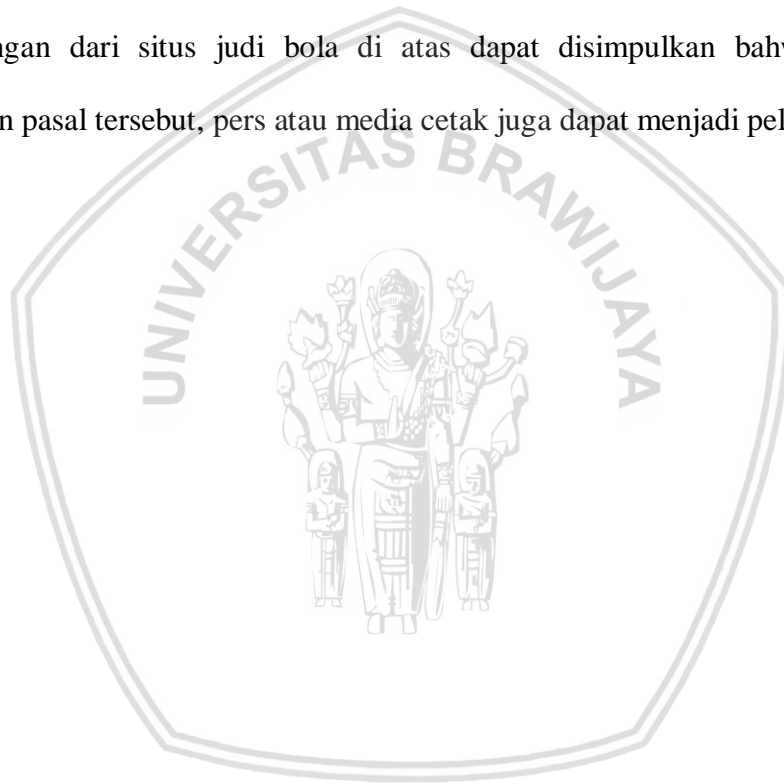 ngan dari situs judi bola di atas dapat disimpulkan bahw
n pasal tersebut, pers atau media cetak juga dapat menjadi pel
UNIVERSITAS BRAWIJAYA